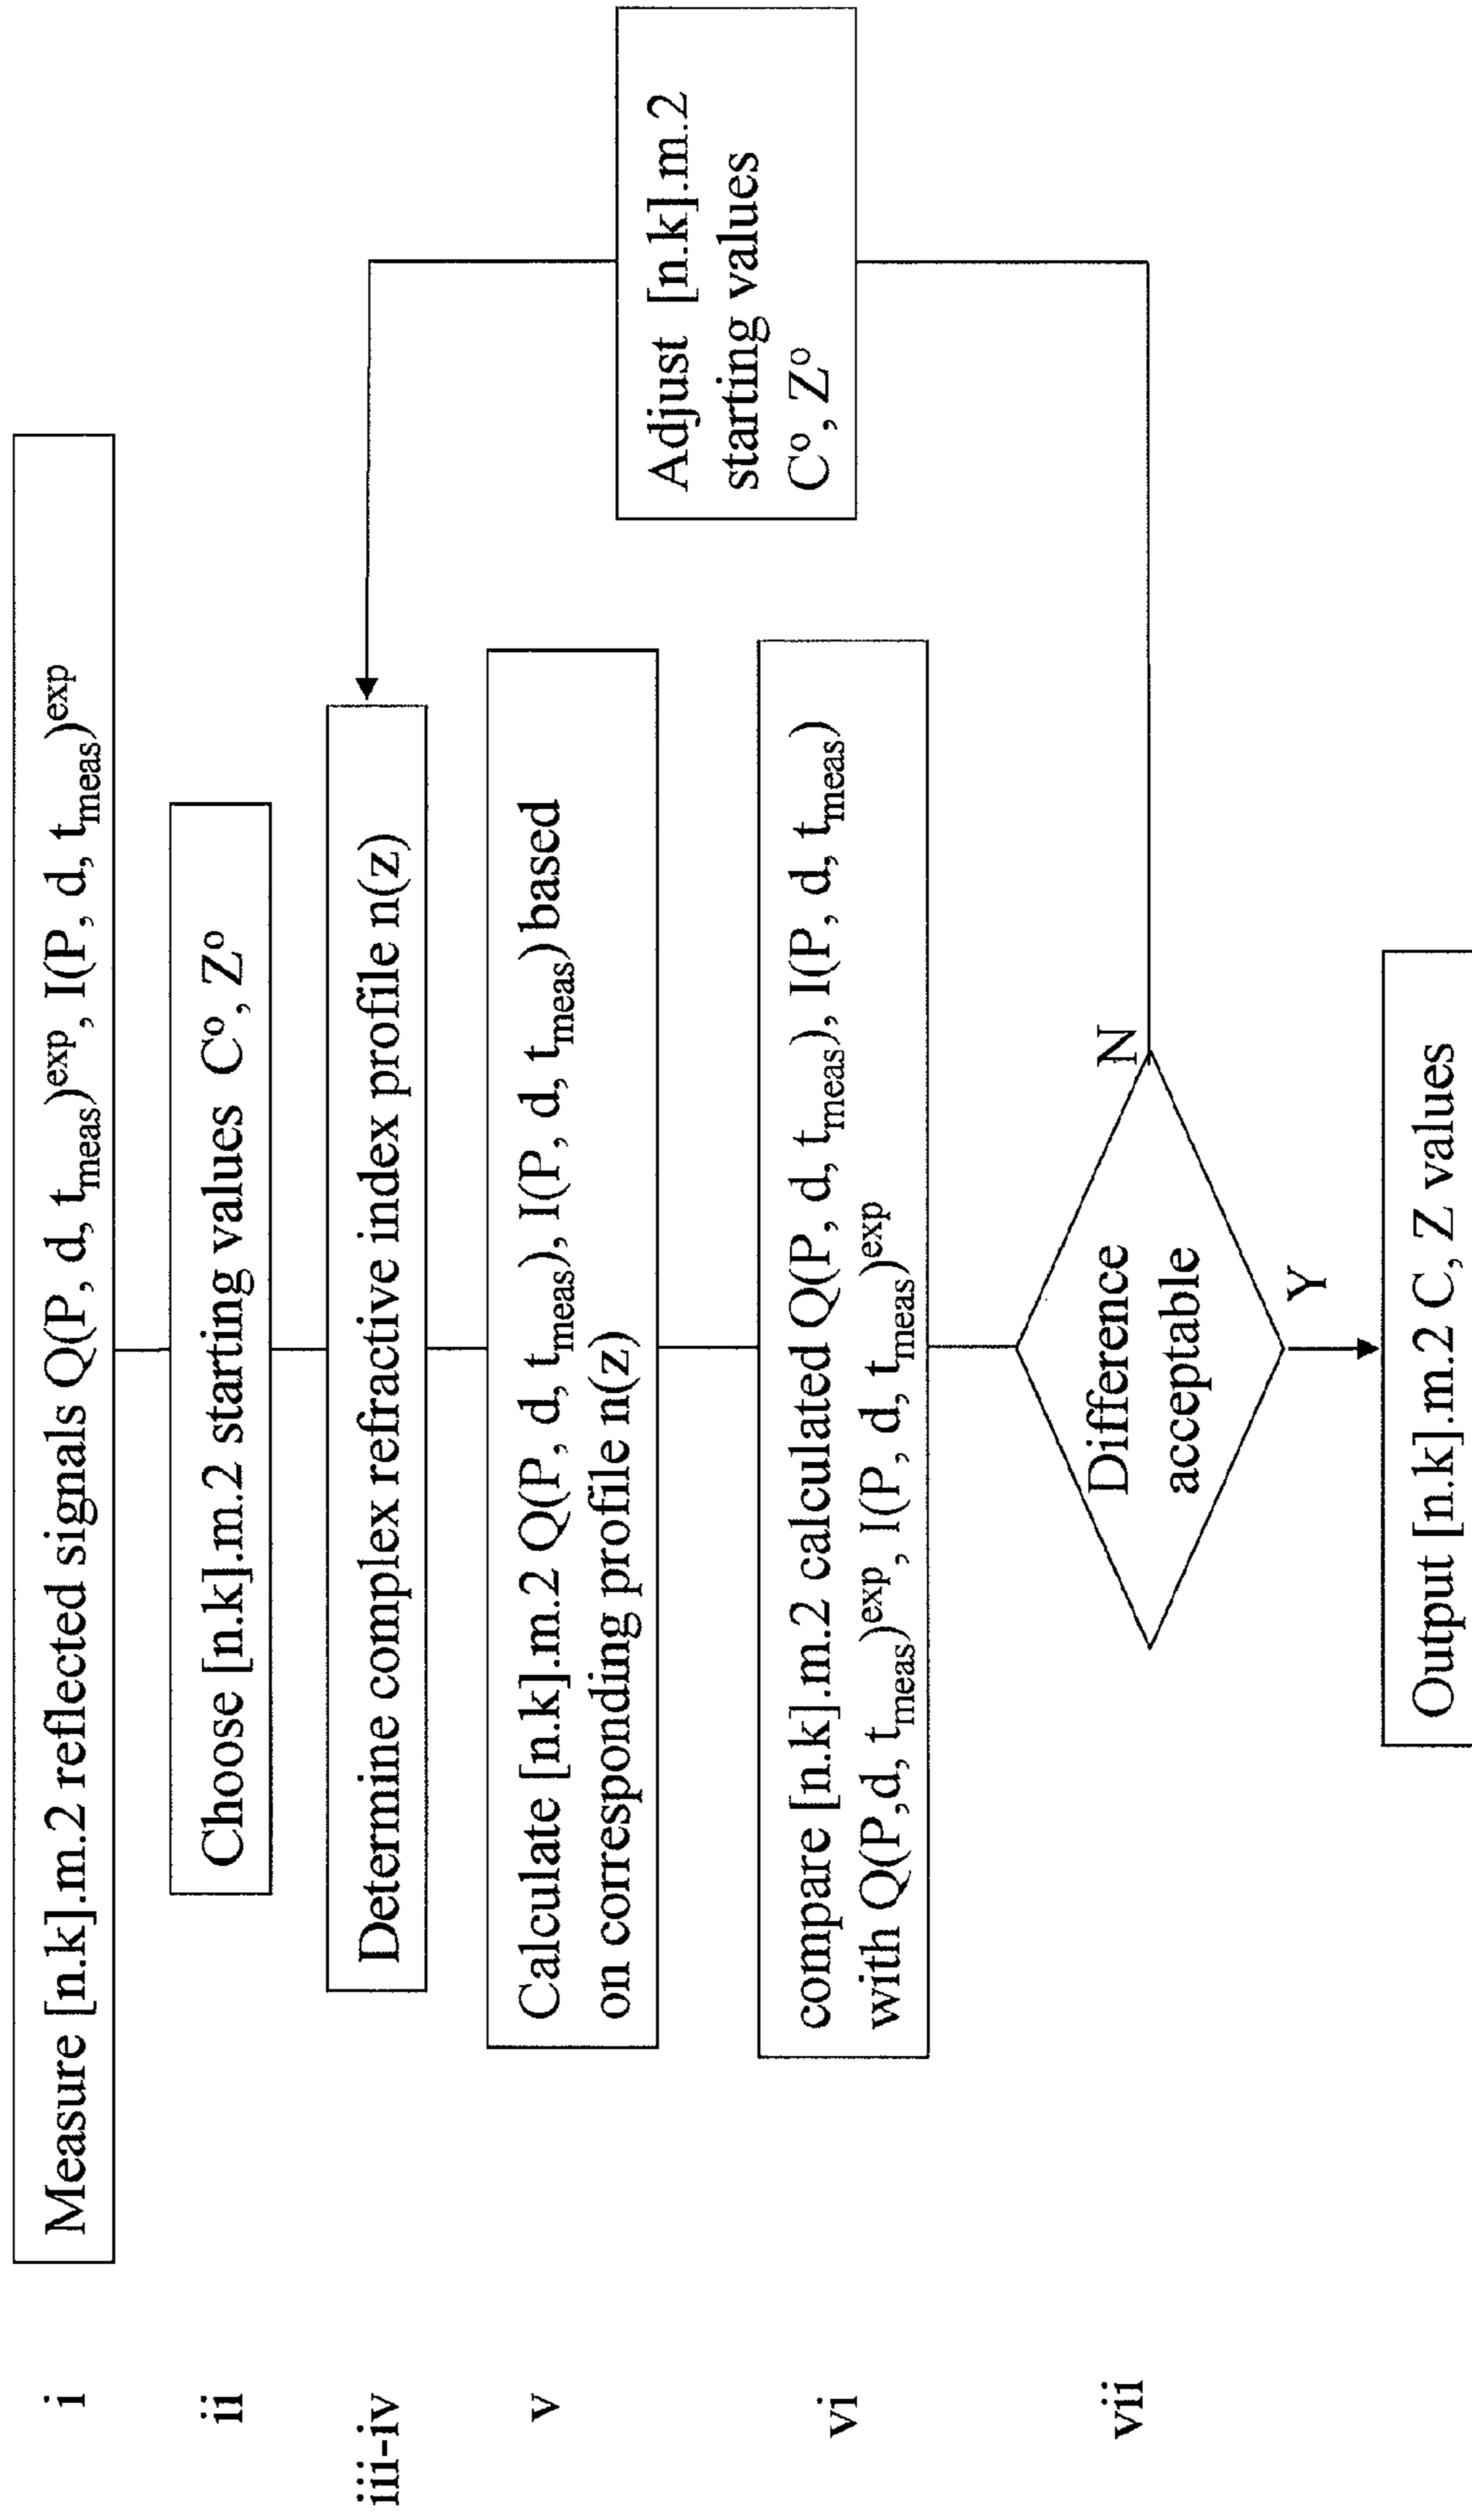 i
Measure [n.k].m.2 reflected signals Q(P, d, t_meas)^exp, I(P, d, t_meas)^exp
ii
Choose [n.k].m.2 starting values C^o, Z^o
iii-iv
Determine complex refractive index profile n(z)
v
Calculate [n.k].m.2 Q(P, d, t_meas), I(P, d, t_meas) based
on corresponding profile n(z)
vi
compare [n.k].m.2 calculated Q(P, d, t_meas), I(P, d, t_meas)
with Q(P,d, t_meas)^exp, I(P, d, t_meas)^exp
vii
Difference
acceptable
N
Y
Adjust [n.k].m.2
starting values
C^o, Z^o
Output [n.k].m.2 C, Z values